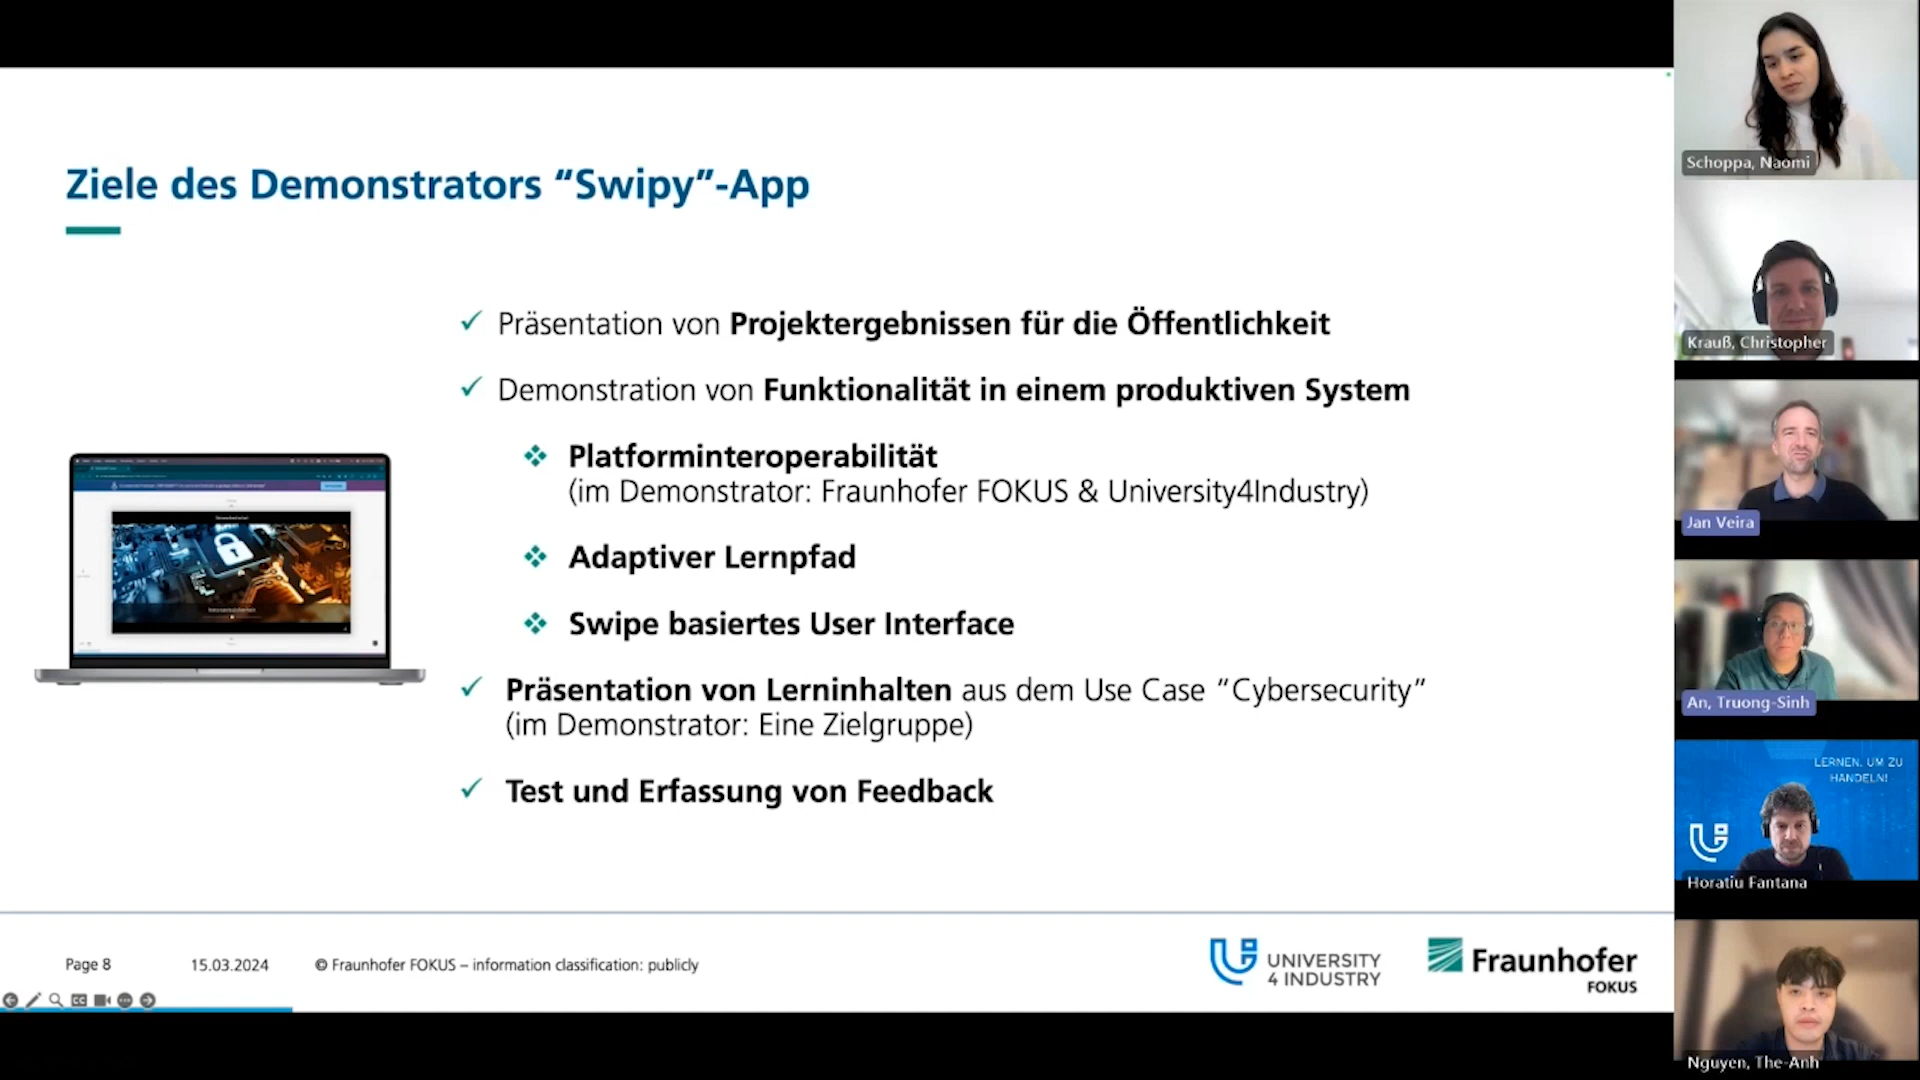 Ziele des Demonstrators “Swipy”-App
✓ Präsentation von Projektergebnissen für die Öffentlichkeit
✓ Demonstration von Funktionalität in einem produktiven System
❖ Platforminteroperabilität
(im Demonstrator: Fraunhofer FOKUS & University4Industry)
❖ Adaptiver Lernpfad
❖ Swipe basiertes User Interface
✓ Präsentation von Lerninhalten aus dem Use Case “Cybersecurity”
(im Demonstrator: Eine Zielgruppe)
✓ Test und Erfassung von Feedback
Page 8
15.03.2024
© Fraunhofer FOKUS – information classification: publicly
UNIVERSITY
4 INDUSTRY
Fraunhofer
FOKUS
CC
Schoppa, Naomi
Krauß, Christopher
Jan Veira
An, Truong-Sinh
LERNEN, UM ZU
HANDELN!
Horatiu Fantana
Nguyen, The-Anh